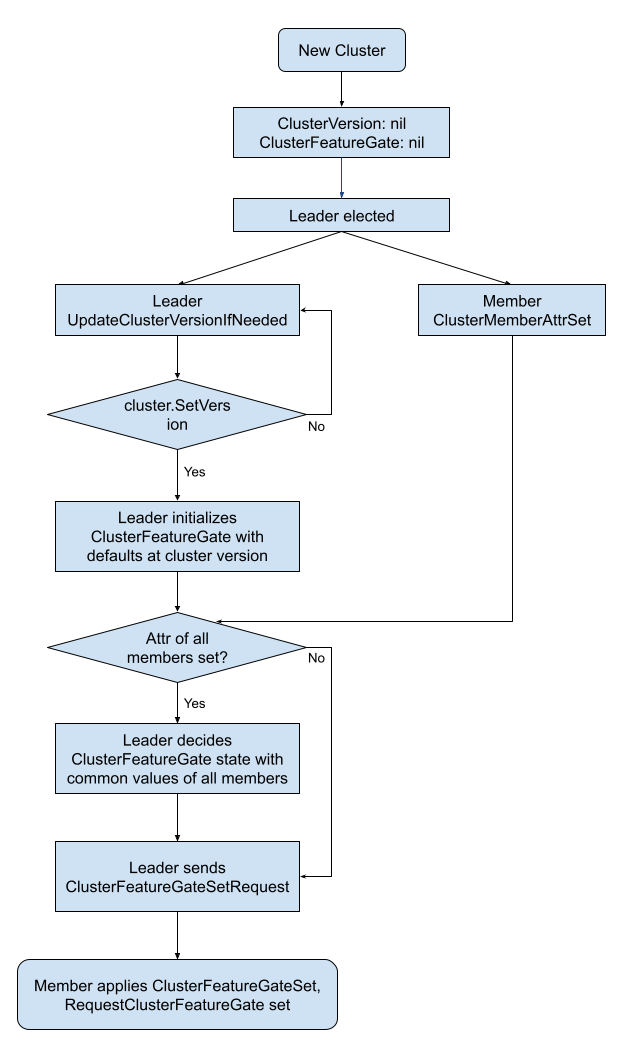 New Cluster
ClusterVersion: nil
ClusterFeatureGate: nil
Leader elected
Leader
UpdateClusterVersionIfNeeded
Member
ClusterMemberAttrSet
cluster.SetVers
ion
No
Yes
Leader initializes
ClusterFeatureGate with
defaults at cluster version
Attr of all
members set?
No
Yes
Leader decides
ClusterFeatureGate state with
common values of all members
Leader sends
ClusterFeatureGateSetRequest
Member applies ClusterFeatureGateSet,
RequestClusterFeatureGate set